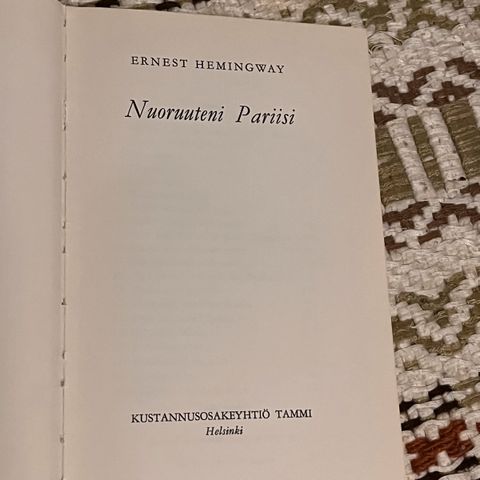 ERNEST HEMINGWAY
Nuoruuteni Pariisi
KUSTANNUSOSAKEYHTIÖ TAMMI
Helsinki